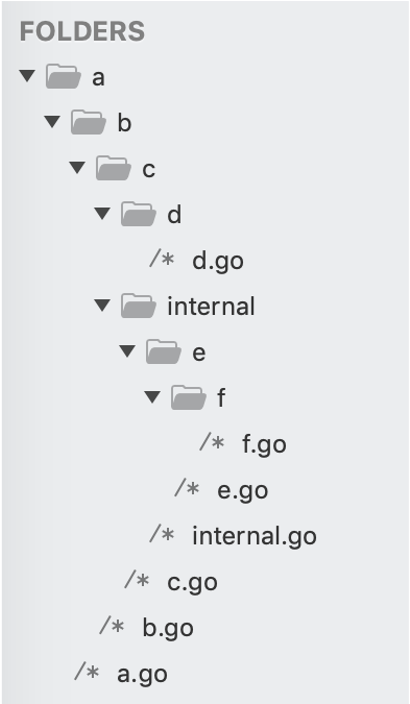 FOLDERS
a
b
c
d
/* d.go
internal
e
f
/* f.go
/* e.go
/* internal.go
/* c.go
/* b.go
/* a.go